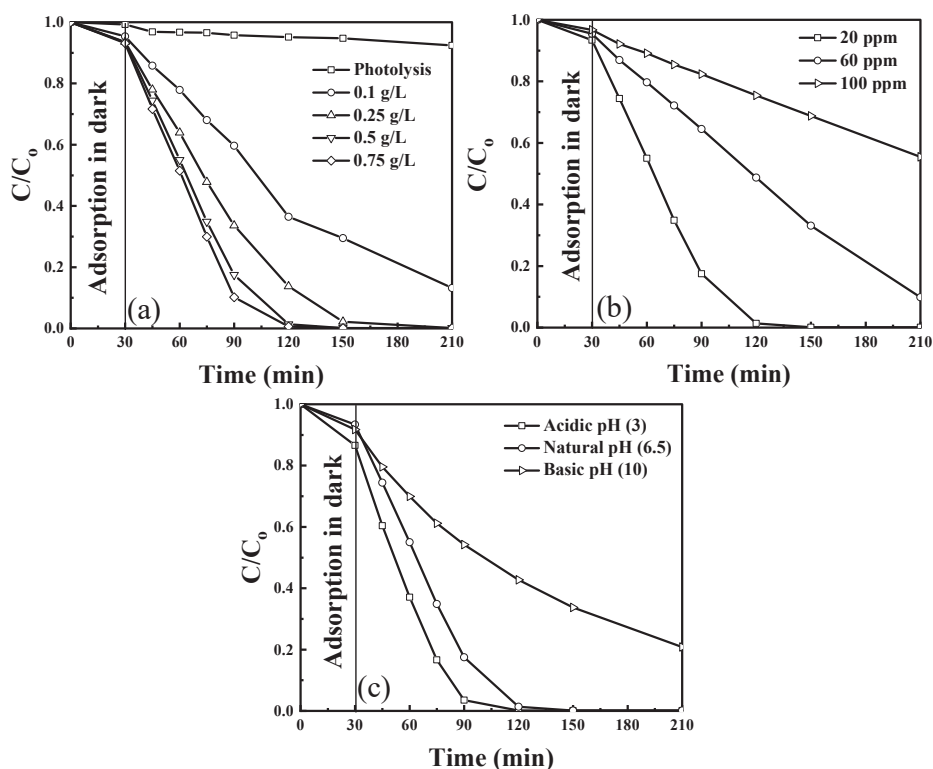 1.0
0.8
0.6
0.4
0.2
0.0
C/C₀
Adsorption in dark
Photolysis
0.1 g/L
0.25 g/L
0.5 g/L
0.75 g/L
(a)
0 30 60 90 120 150 210
Time (min)
1.0
0.8
0.6
0.4
0.2
0.0
C/C₀
Adsorption in dark
20 ppm
60 ppm
100 ppm
(b)
0 30 60 90 120 150 210
Time (min)
1.0
0.8
0.6
0.4
0.2
0.0
C/C₀
Adsorption in dark
Acidic pH (3)
Natural pH (6.5)
Basic pH (10)
(c)
0 30 60 90 120 150 210
Time (min)